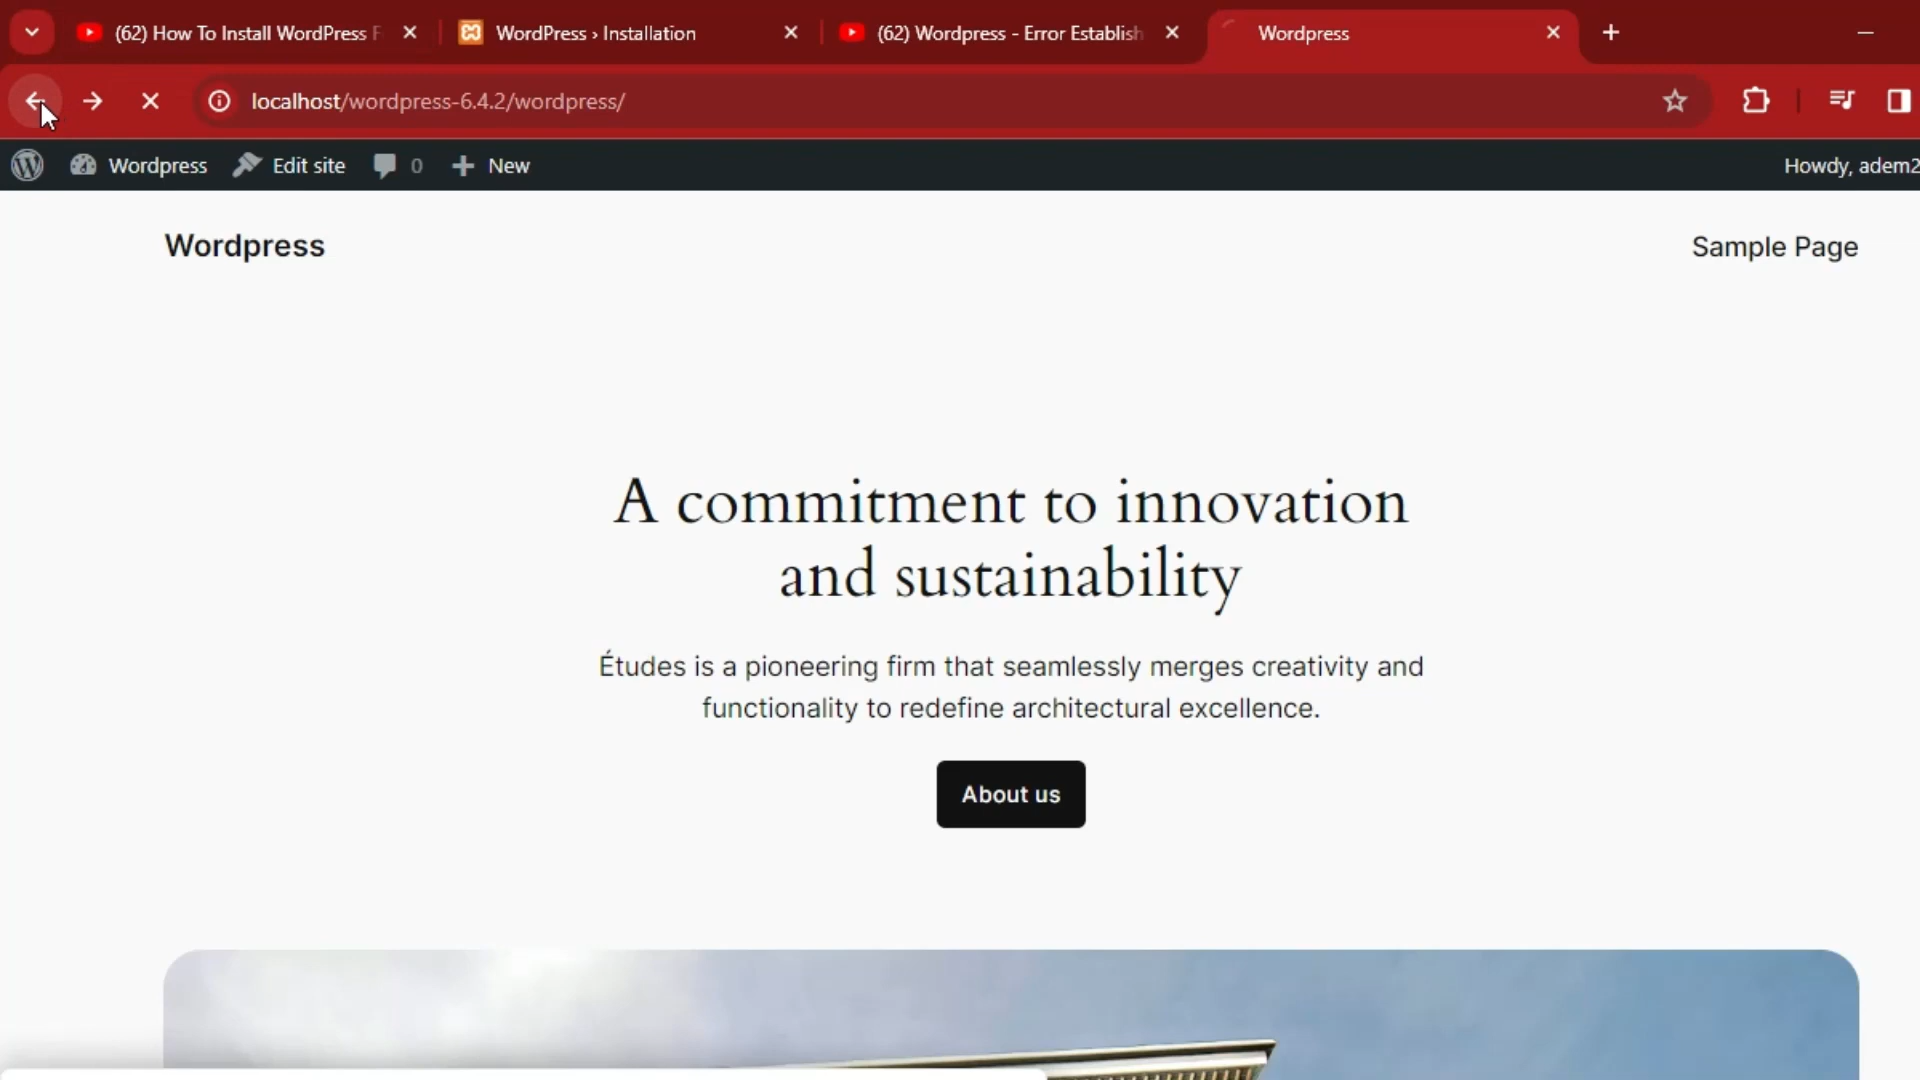 (62) How To Install WordPress
WordPress › Installation
(62) Wordpress - Error Establish
Wordpress
localhost/wordpress-6.4.2/wordpress/
Wordpress
Edit site
0
New
Howdy, adem2
Wordpress
Sample Page
A commitment to innovation
and sustainability
Études is a pioneering firm that seamlessly merges creativity and
functionality to redefine architectural excellence.
About us